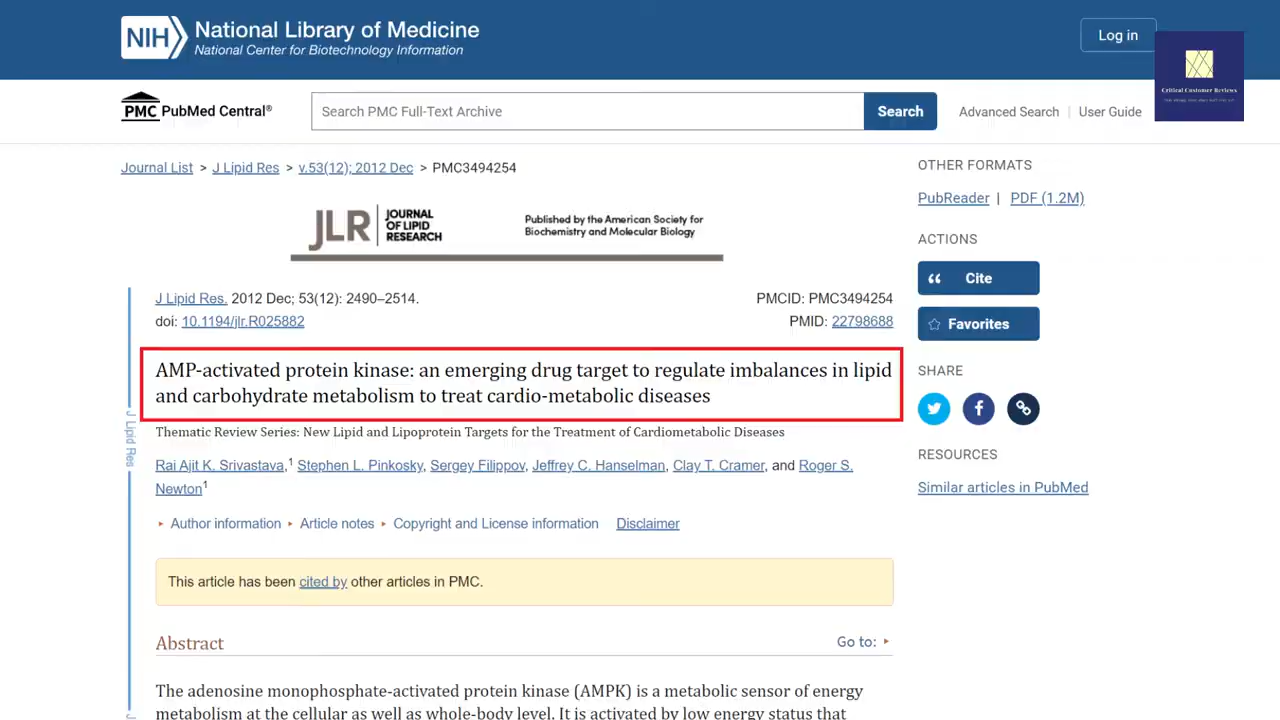 NIH National Library of Medicine
National Center for Biotechnology Information
Log in
Critical Customer Reviews
PMC PubMed Central®
Search PMC Full-Text Archive
Search
Advanced Search | User Guide
Journal List > J Lipid Res > v.53(12); 2012 Dec > PMC3494254
JLR JOURNAL OF LIPID RESEARCH
Published by the American Society for
Biochemistry and Molecular Biology
J Lipid Res. 2012 Dec; 53(12): 2490–2514.
PMCID: PMC3494254
doi: 10.1194/jlr.R025882
PMID: 22798688
AMP-activated protein kinase: an emerging drug target to regulate imbalances in lipid
and carbohydrate metabolism to treat cardio-metabolic diseases
Thematic Review Series: New Lipid and Lipoprotein Targets for the Treatment of Cardiometabolic Diseases
Rai Ajit K. Srivastava,1 Stephen L. Pinkosky, Sergey Filippov, Jeffrey C. Hanselman, Clay T. Cramer, and Roger S.
Newton1
Author information Article notes Copyright and License information Disclaimer
This article has been cited by other articles in PMC.
Abstract
Go to:
The adenosine monophosphate-activated protein kinase (AMPK) is a metabolic sensor of energy
metabolism at the cellular as well as whole-body level. It is activated by low energy status that
J Lipid Res
J
OTHER FORMATS
PubReader | PDF (1.2M)
ACTIONS
Cite
Favorites
SHARE
RESOURCES
Similar articles in PubMed